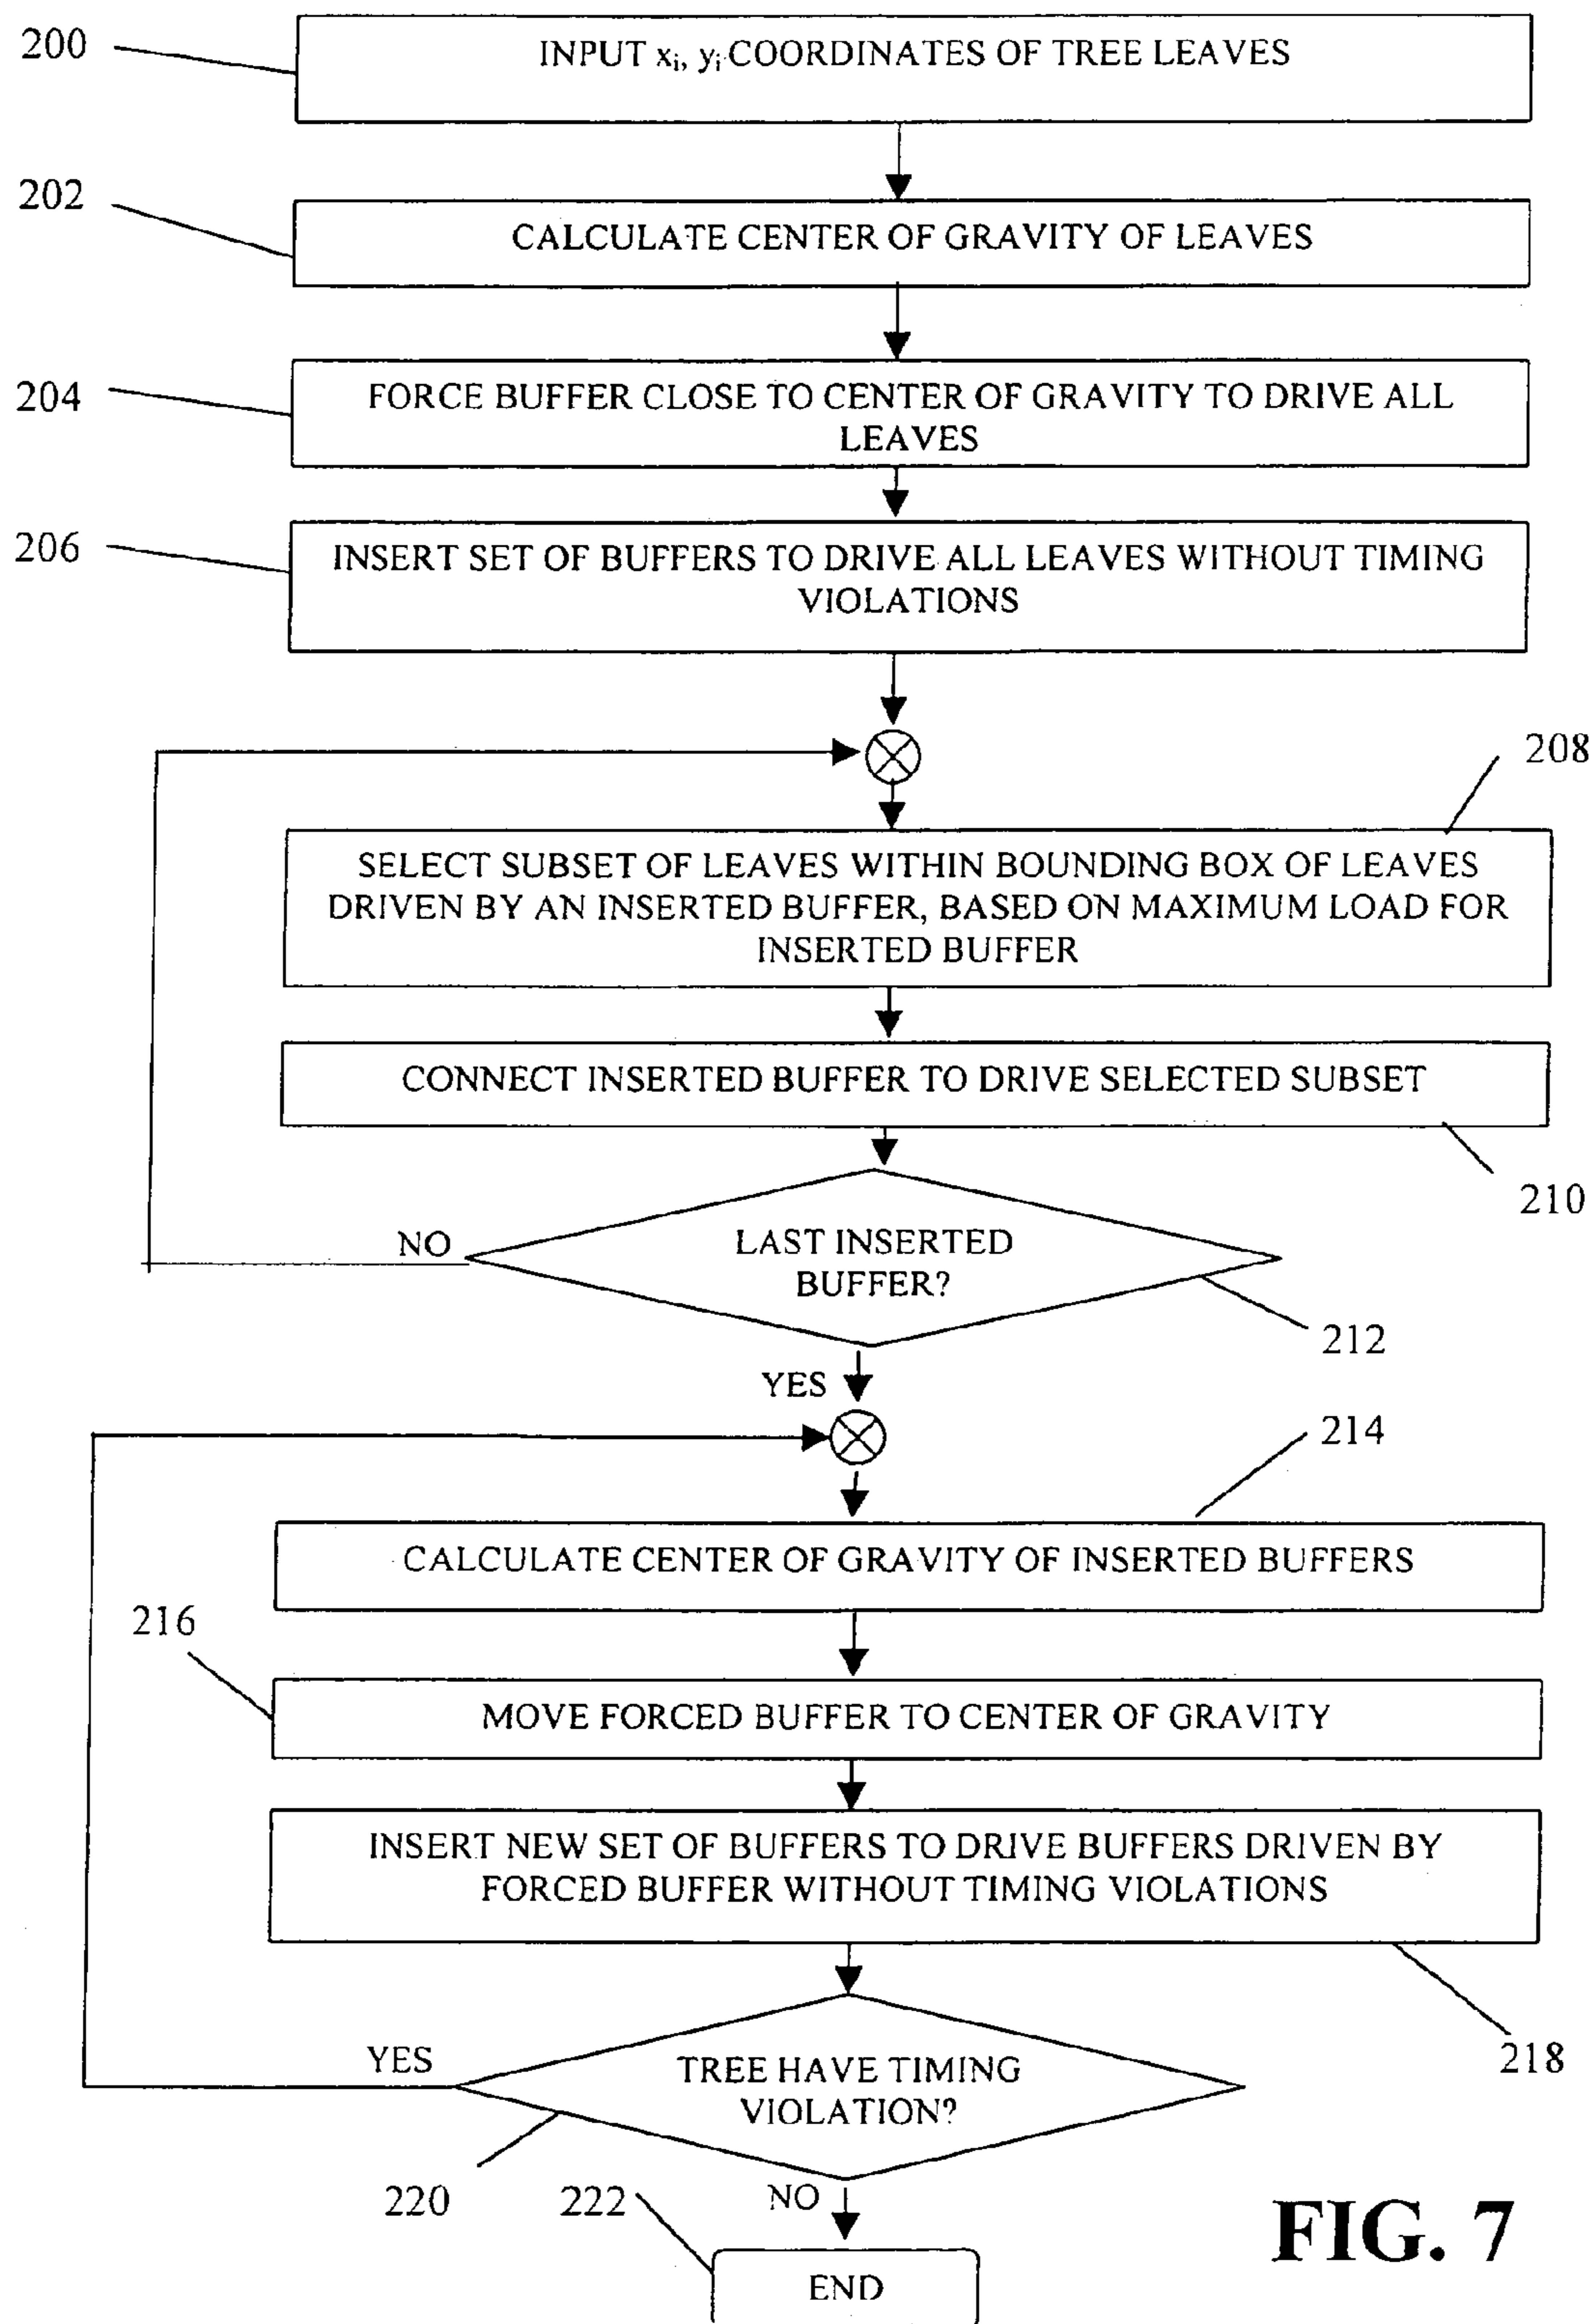 200
INPUT xi, yi COORDINATES OF TREE LEAVES
202
CALCULATE CENTER OF GRAVITY OF LEAVES
204
FORCE BUFFER CLOSE TO CENTER OF GRAVITY TO DRIVE ALL
LEAVES
206
INSERT SET OF BUFFERS TO DRIVE ALL LEAVES WITHOUT TIMING
VIOLATIONS
208
SELECT SUBSET OF LEAVES WITHIN BOUNDING BOX OF LEAVES
DRIVEN BY AN INSERTED BUFFER, BASED ON MAXIMUM LOAD FOR
INSERTED BUFFER
CONNECT INSERTED BUFFER TO DRIVE SELECTED SUBSET
210
NO
LAST INSERTED
BUFFER?
212
YES
214
CALCULATE CENTER OF GRAVITY OF INSERTED BUFFERS
216
MOVE FORCED BUFFER TO CENTER OF GRAVITY
INSERT NEW SET OF BUFFERS TO DRIVE BUFFERS DRIVEN BY
FORCED BUFFER WITHOUT TIMING VIOLATIONS
218
YES
TREE HAVE TIMING
VIOLATION?
220
222
NO
END
FIG. 7